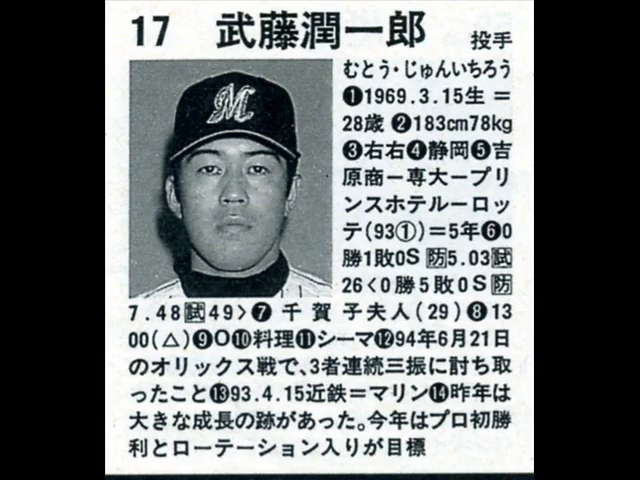 17 武藤潤一郎 投手
むとう・じゅんいちろう
❶1969.3.15生=
28歳❷183cm78kg
❸右右❹静岡❺吉
原商ー専大ープリ
ンスホテルーロッ
テ(93①)=5年❻0
勝1敗0S防5.03試
26<0勝5敗0S防
M
7.48試49>❼千賀子夫人(29)❽13
00(△)❾O❿料理⓫シーマ⓬94年6月21日
のオリックス戦で、3者連続三振に討ち取
ったこと⓭93.4.15近鉄=マリン⓮昨年は
大きな成長の跡があった。今年はプロ初勝
利とローテーション入りが目標